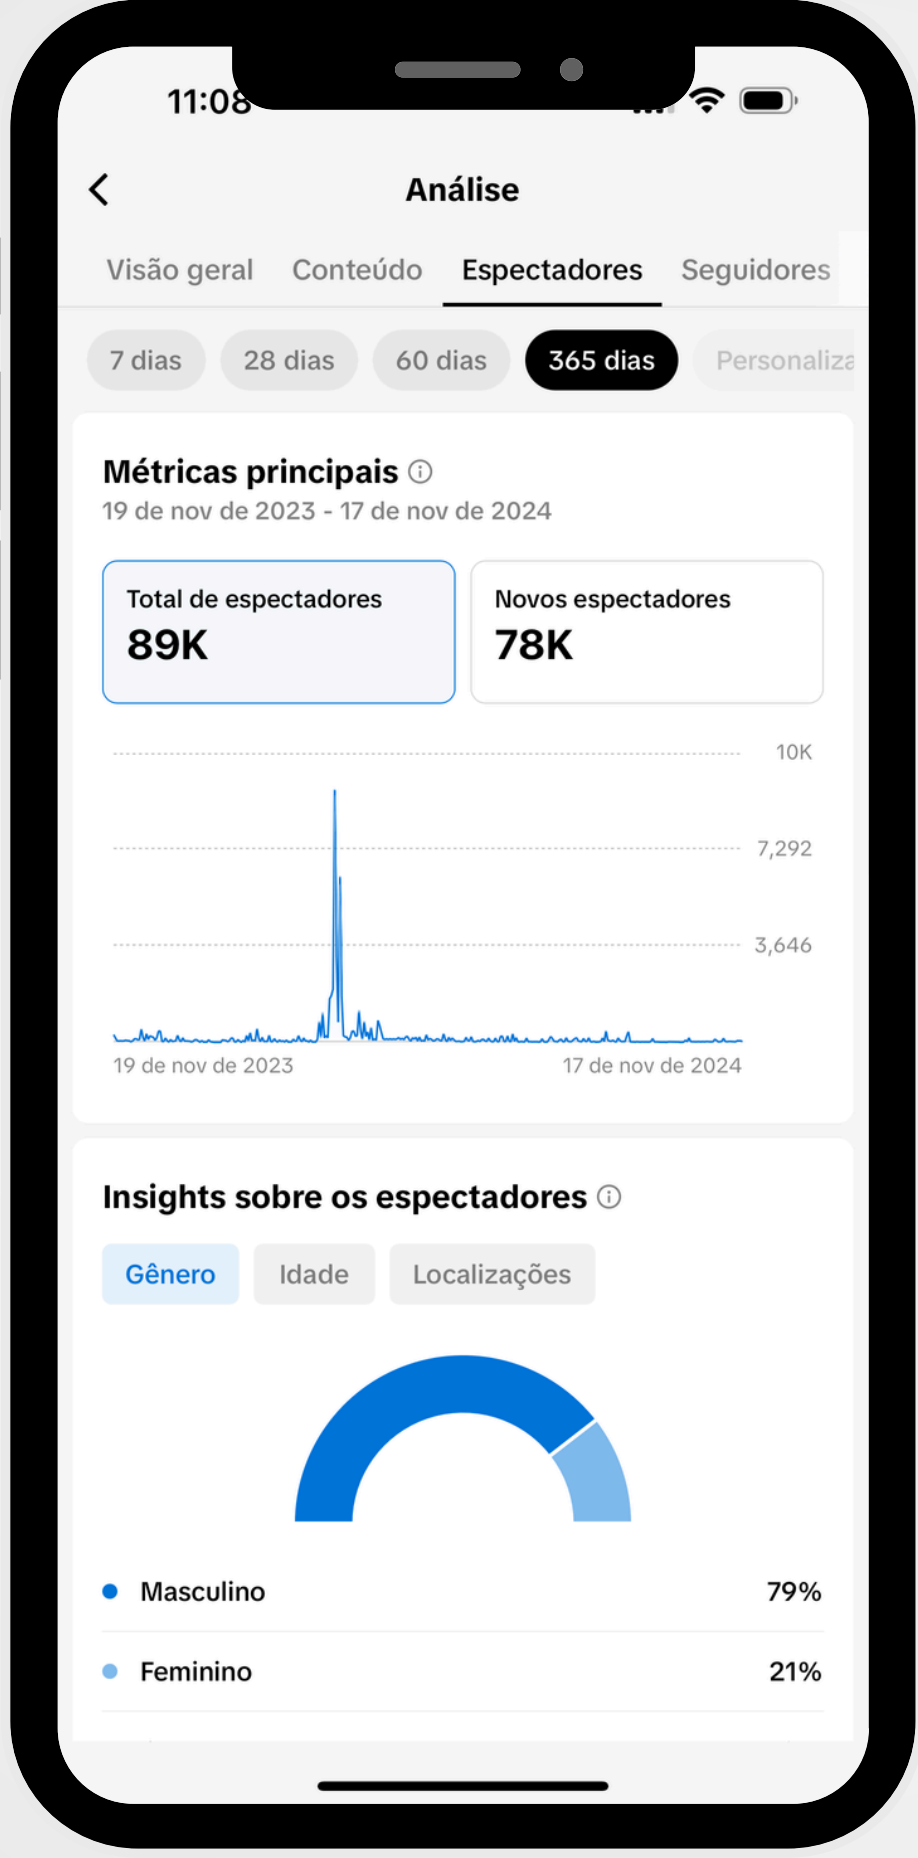 11:08
Análise
Visão geral Conteúdo Espectadores Seguidores
7 dias 28 dias 60 dias 365 dias Personaliza
Métricas principais
19 de nov de 2023 - 17 de nov de 2024
Total de espectadores Novos espectadores
89K 78K
10K
7,292
3,646
19 de nov de 2023 17 de nov de 2024
Insights sobre os espectadores
Gênero Idade Localizações
Masculino 79%
Feminino 21%